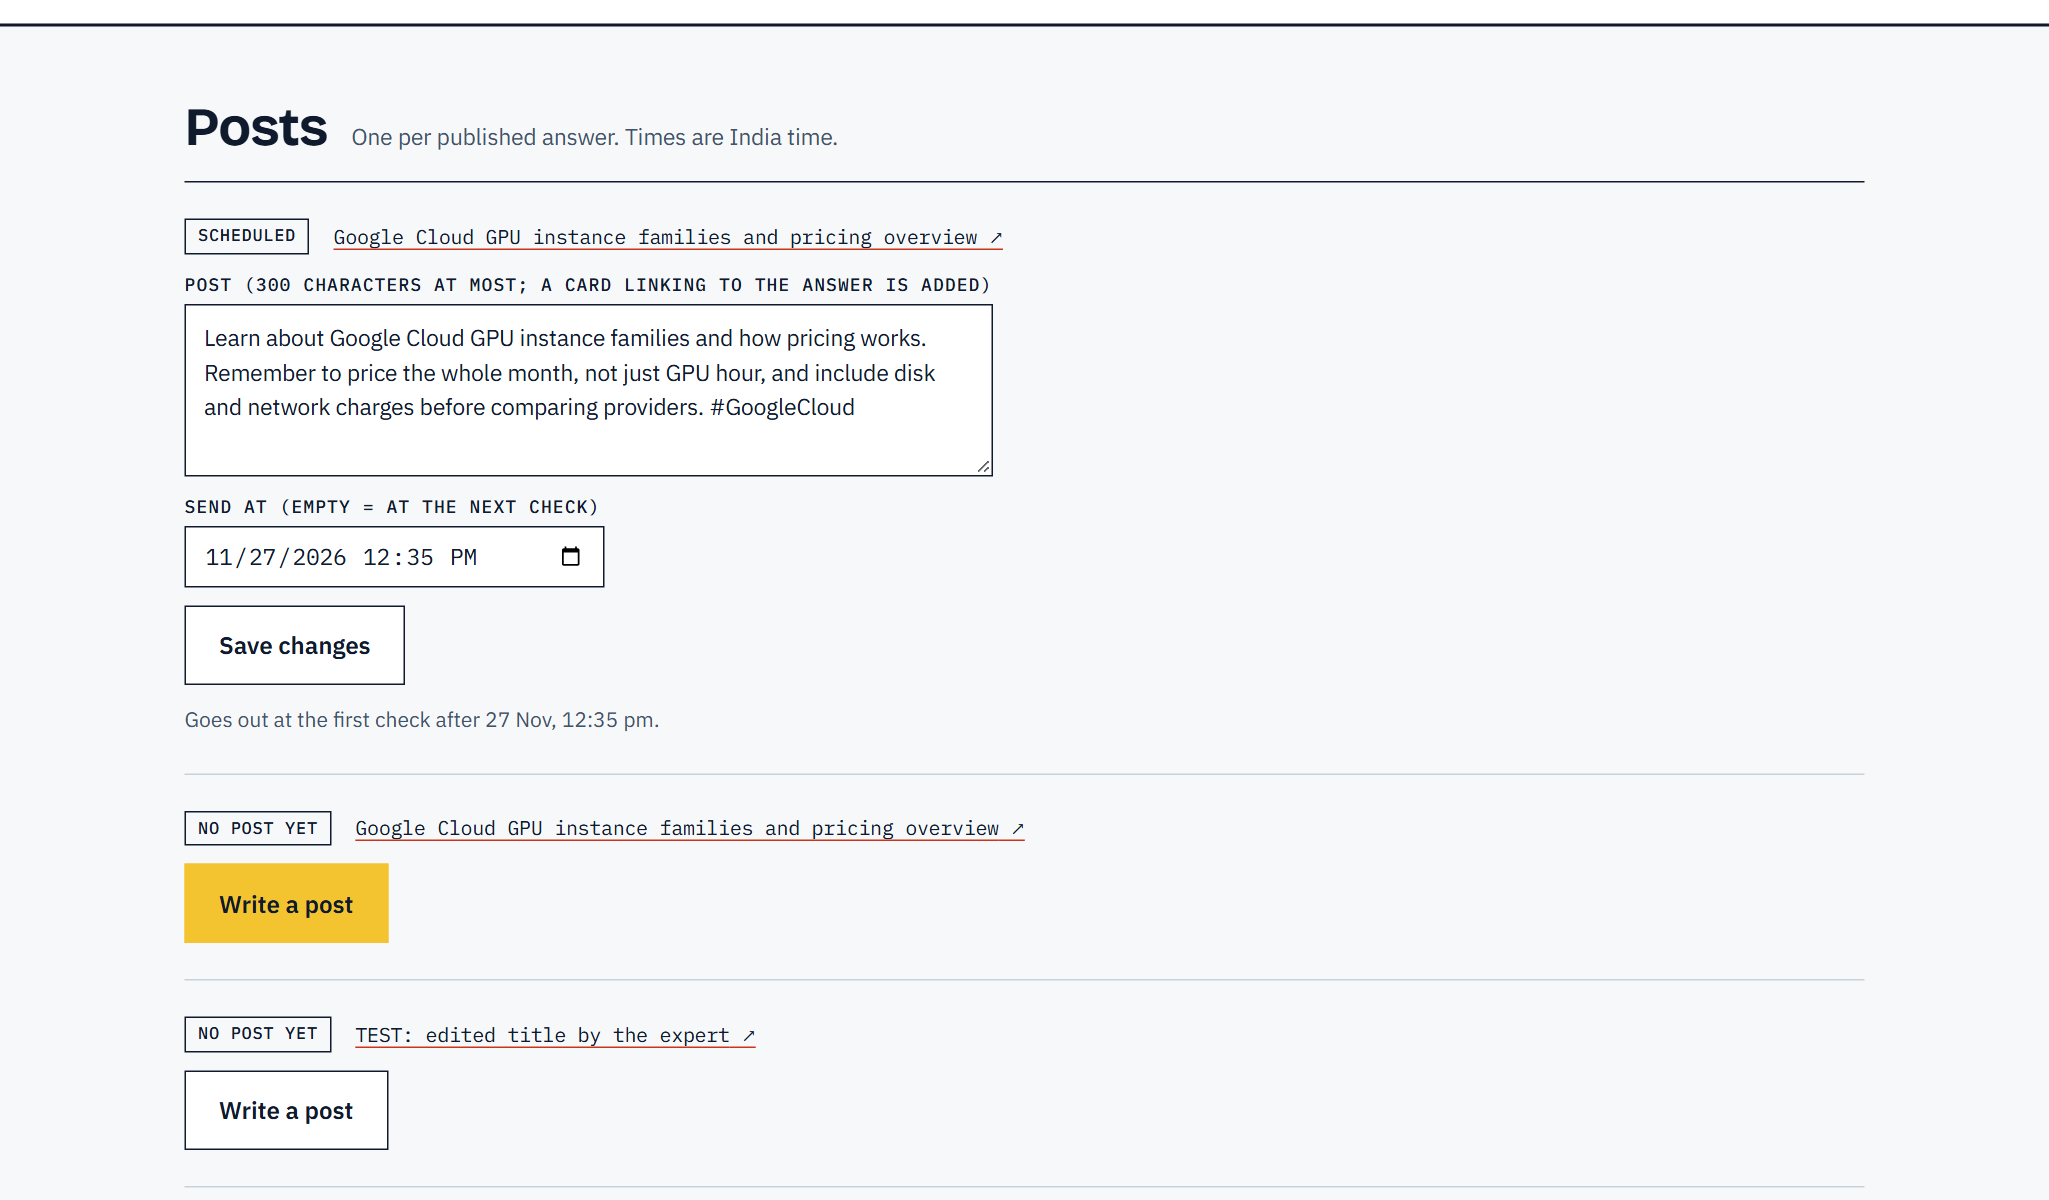 Posts One per published answer. Times are India time.
SCHEDULED Google Cloud GPU instance families and pricing overview ↗
POST (300 CHARACTERS AT MOST; A CARD LINKING TO THE ANSWER IS ADDED)
Learn about Google Cloud GPU instance families and how pricing works.
Remember to price the whole month, not just GPU hour, and include disk
and network charges before comparing providers. #GoogleCloud
SEND AT (EMPTY = AT THE NEXT CHECK)
11/27/2026 12:35 PM
Save changes
Goes out at the first check after 27 Nov, 12:35 pm.
NO POST YET Google Cloud GPU instance families and pricing overview ↗
Write a post
NO POST YET TEST: edited title by the expert ↗
Write a post